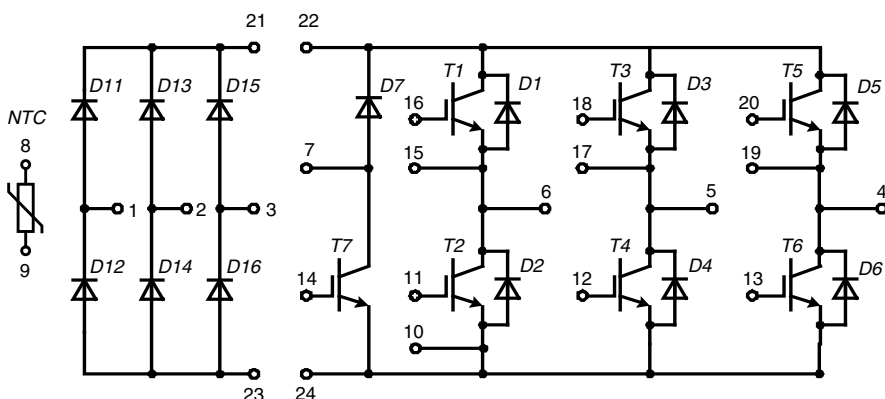 21 22
D11 D13 D15 D7 T1 D1 T3 D3 T5 D5
NTC 16 18 20
8 7 15 17 19
1 2 3 6 5 4
9 D12 D14 D16 T7 T2 D2 T4 D4 T6 D6
14 11 12 13
10
23 24